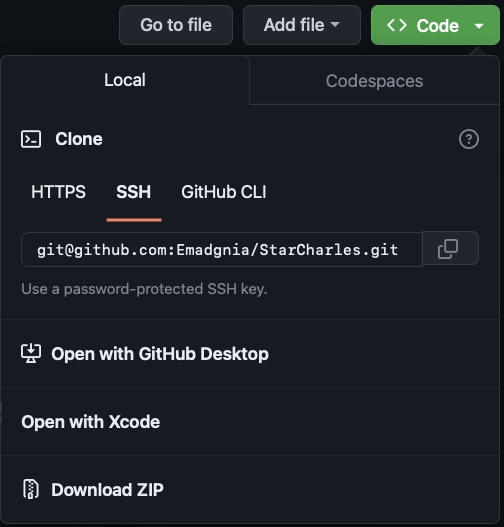 Go to file Add file Code
Local Codespaces
Clone
HTTPS SSH GitHub CLI
git@github.com:Emadgnia/StarCharles.git
Use a password-protected SSH key.
Open with GitHub Desktop
Open with Xcode
Download ZIP